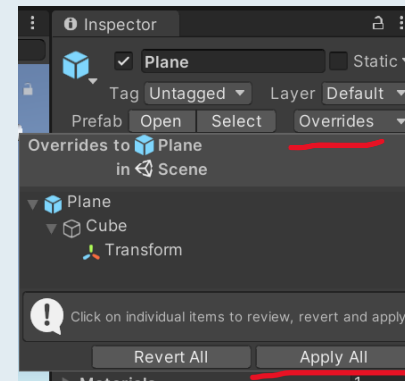 Inspector
Plane Static
Tag Untagged Layer Default
Prefab Open Select Overrides
Overrides to Plane
in Scene
Plane
Cube
Transform
Click on individual items to review, revert and apply
Revert All Apply All
Materials 1